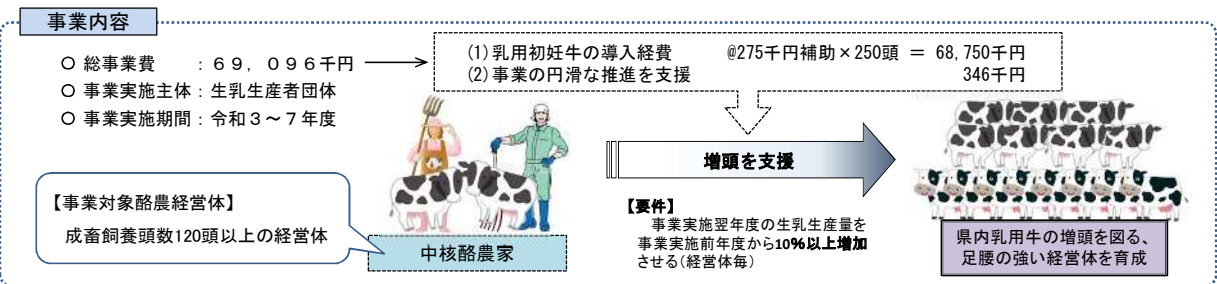 事業内容
○ 総事業費　　：６９，０９６千円
○ 事業実施主体：生乳生産者団体
○ 事業実施期間：令和３～７年度
(1)乳用初妊牛の導入経費　　@275千円補助×250頭 ＝ 68,750千円
(2)事業の円滑な推進を支援　　346千円
【事業対象酪農経営体】
成畜飼養頭数120頭以上の経営体
中核酪農家
増頭を支援
【要件】
事業実施翌年度の生乳生産量を
事業実施前年度から10％以上増加
させる(経営体毎)
県内乳用牛の増頭を図る、
足腰の強い経営体を育成